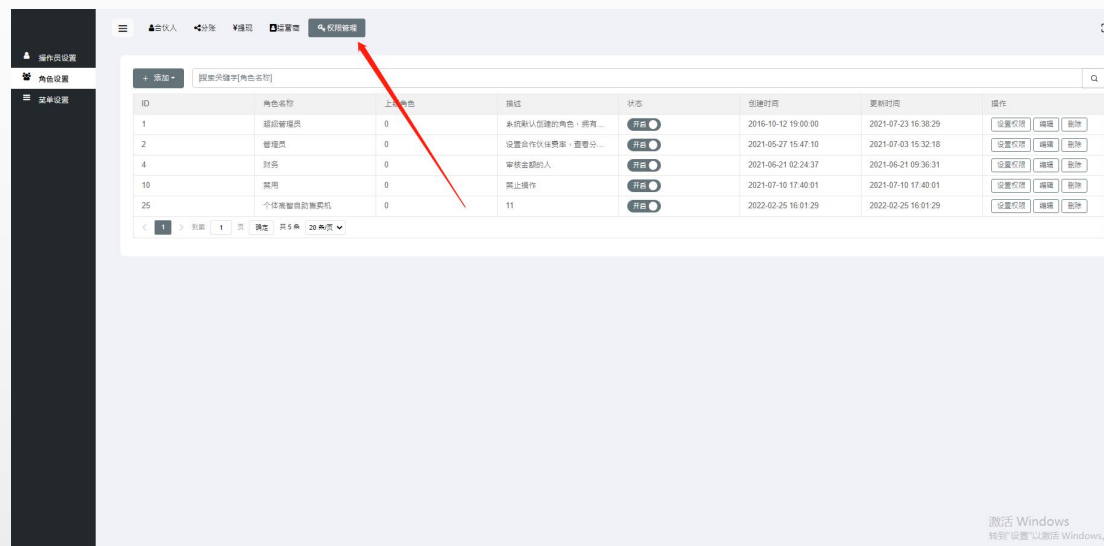 合伙人 分账 ¥提现 运营商 权限管理
操作员设置
角色设置
菜单设置
+ 添加 搜索关键字[角色名称]
ID 角色名称 上级角色 描述 状态 创建时间 更新时间 操作
1 超级管理员 0 系统默认创建的角色，拥有... 开启 2016-10-12 19:00:00 2021-07-23 16:38:29 设置权限 编辑 删除
2 管理员 0 设置合作伙伴费率，查看分... 开启 2021-05-27 15:47:10 2021-07-03 15:32:18 设置权限 编辑 删除
4 财务 0 审核金额的人 开启 2021-06-21 02:24:37 2021-06-21 09:36:31 设置权限 编辑 删除
10 禁用 0 禁止操作 开启 2021-07-10 17:40:01 2021-07-10 17:40:01 设置权限 编辑 删除
25 个体高智自助售卖机 0 11 开启 2022-02-25 16:01:29 2022-02-25 16:01:29 设置权限 编辑 删除
< 1 > 到第 1 页 确定 共 5 条 20 条/页
激活 Windows
转到"设置"以激活 Windows,